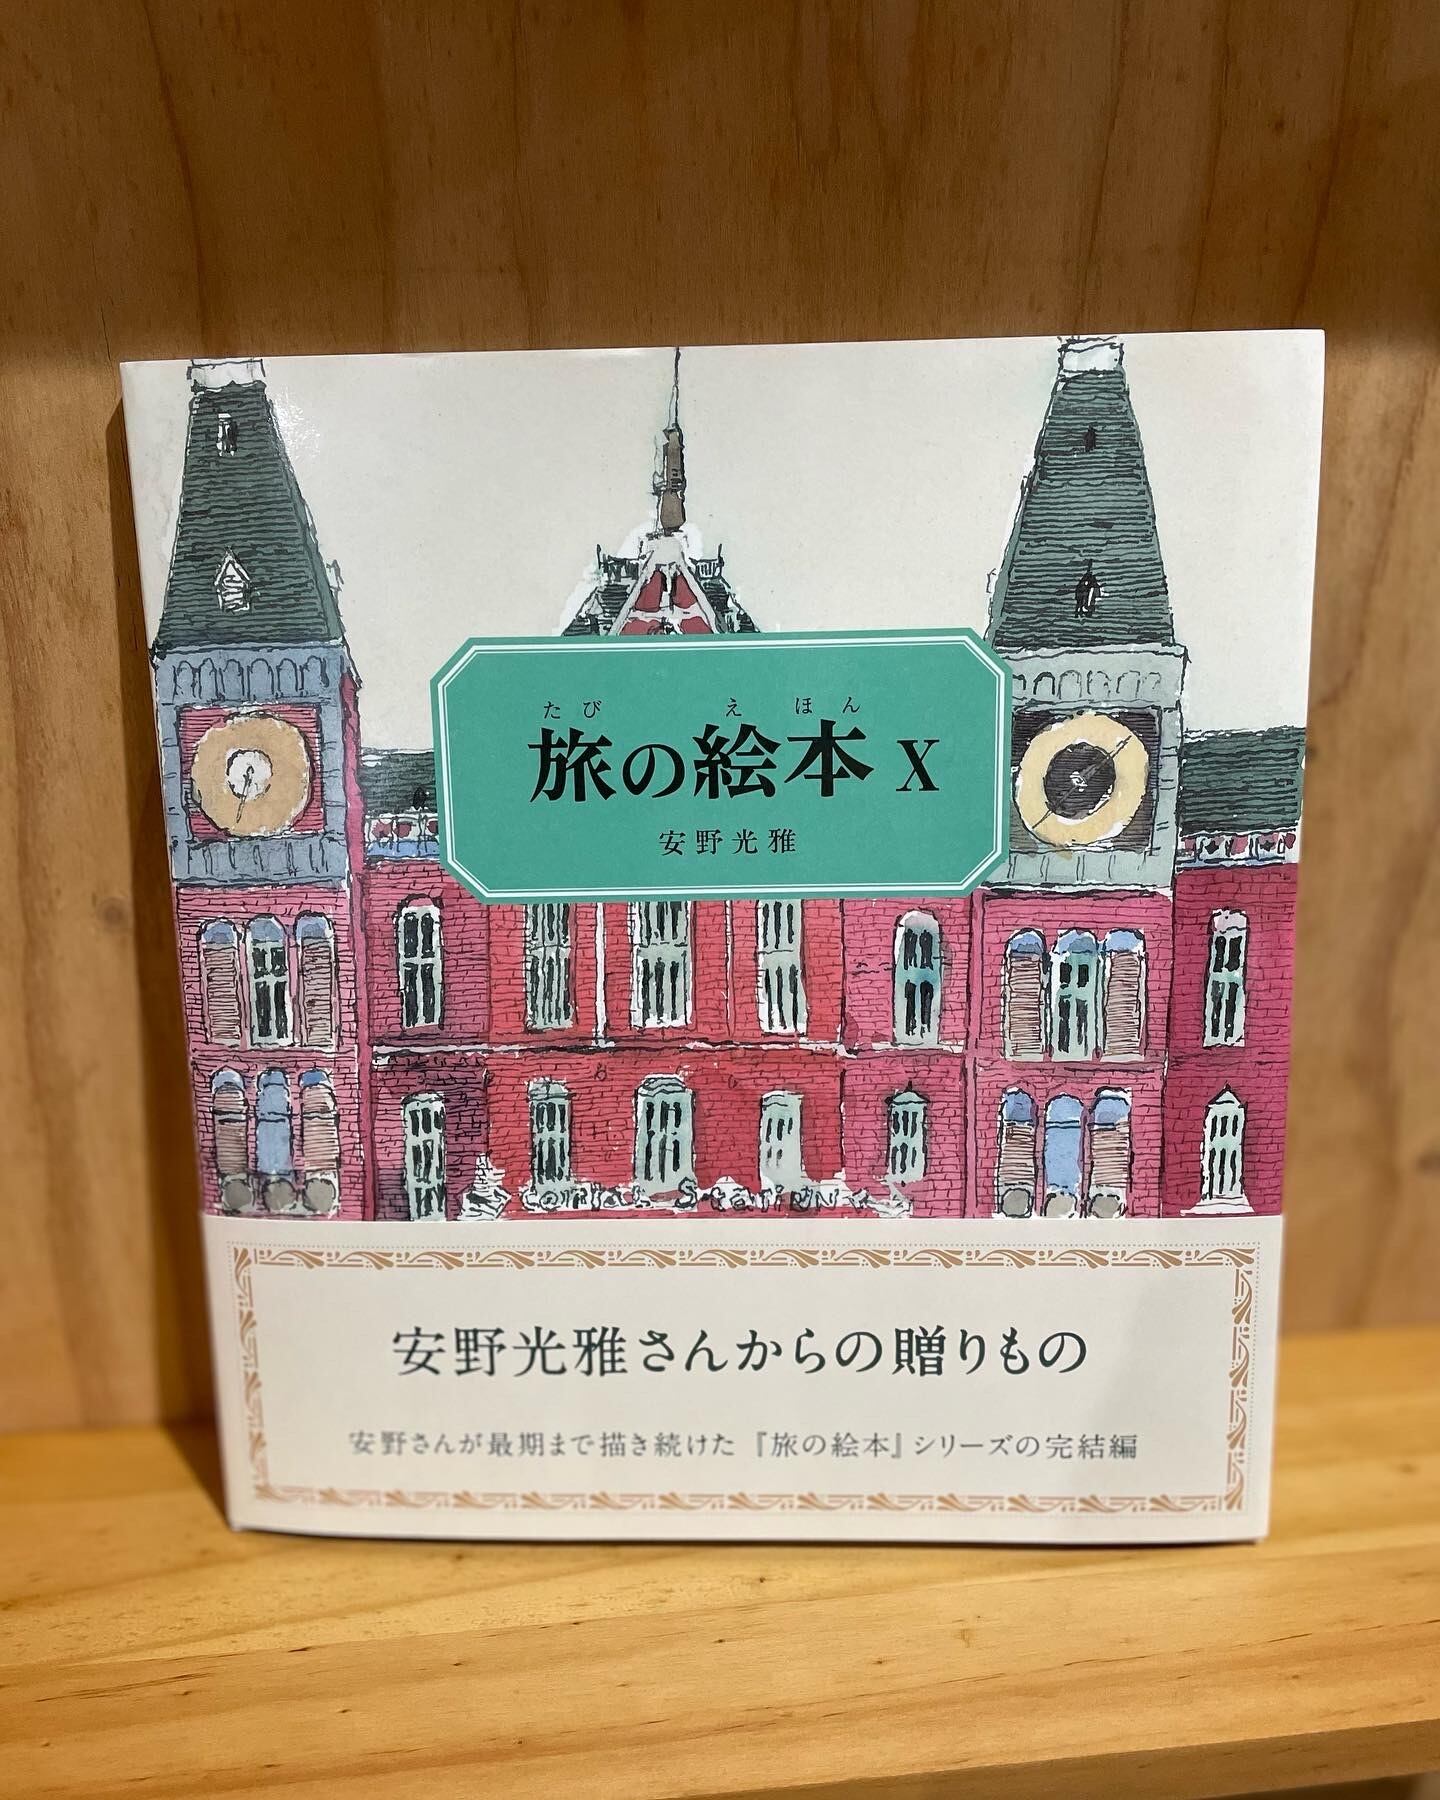 たび えほん
旅の絵本 X
安野光雅
Station
安野光雅さんからの贈りもの
安野さんが最期まで描き続けた『旅の絵本』シリーズの完結編